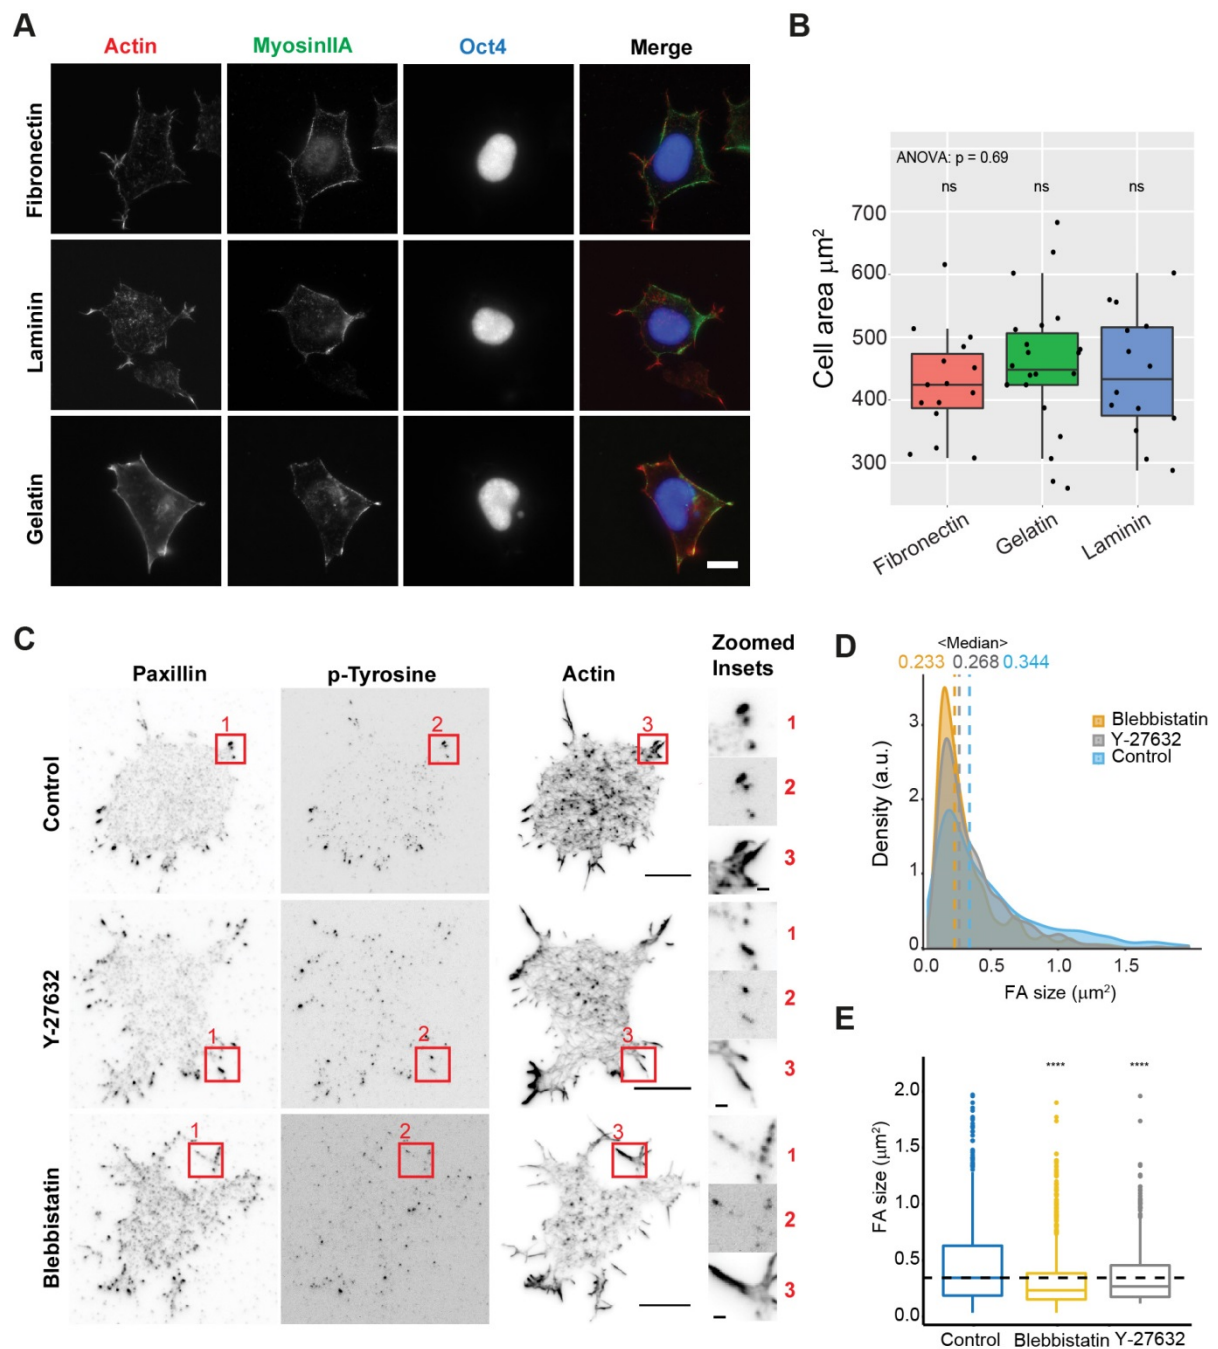 A
Actin MyosinIIA Oct4 Merge
Fibronectin
Laminin
Gelatin
B
ANOVA: p = 0.69
ns ns ns
Cell area μm²
700
600
500
400
300
Fibronectin Gelatin Laminin
C
Paxillin p-Tyrosine Actin Zoomed
Insets
Control
1 2 3
1
2
3
Y-27632
1 2 3
1
2
3
Blebbistatin
1 2 3
1
2
3
D
<Median>
0.233 0.268 0.344
Blebbistatin
Y-27632
Control
Density (a.u.)
3
2
1
0
0.0 0.5 1.0 1.5
FA size (μm²)
E
**** ****
FA size (μm²)
2.0
1.5
1.0
0.5
0.0
Control Blebbistatin Y-27632